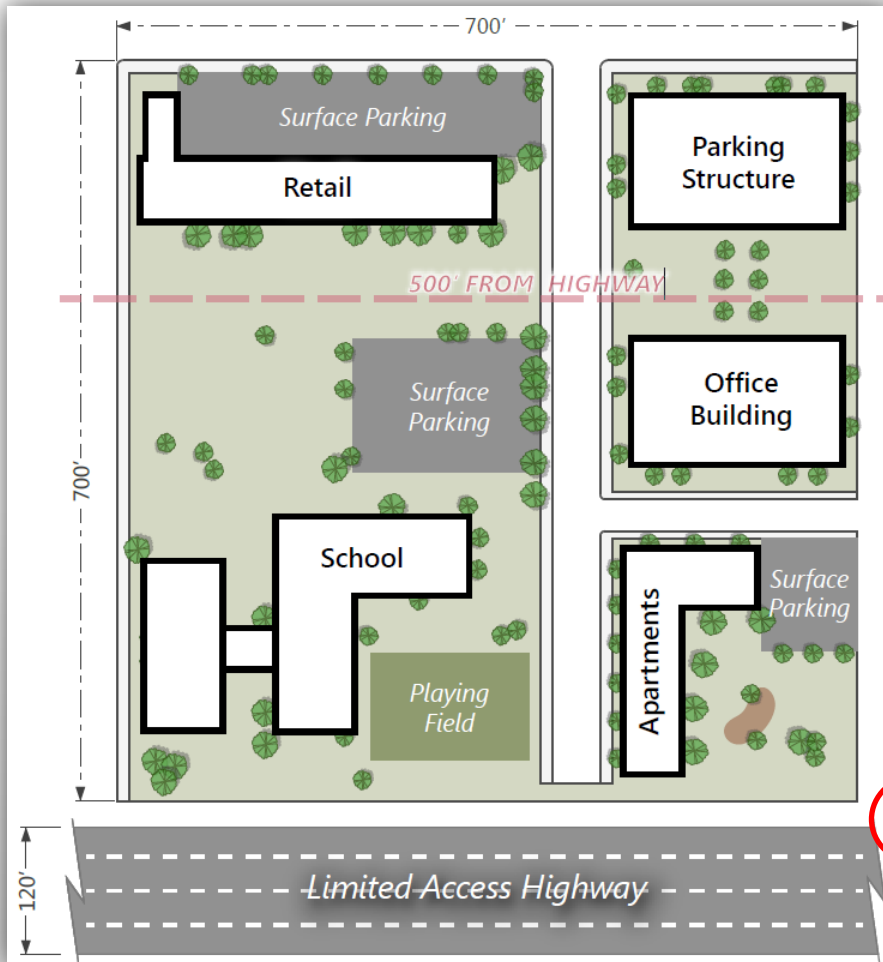 700'
Surface Parking
Retail
Parking
Structure
500' FROM HIGHWAY
Surface
Parking
Office
Building
700'
School
Surface
Parking
Apartments
Playing
Field
120'
Limited Access Highway